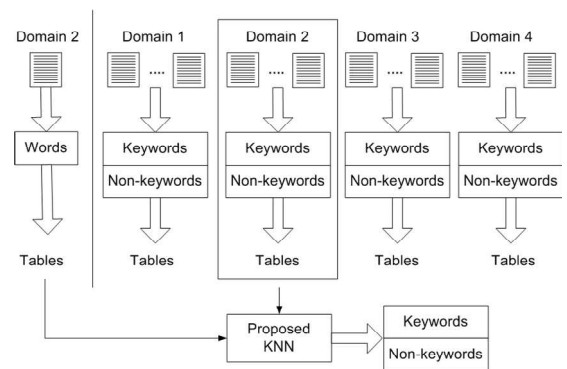 Domain 2 Domain 1 Domain 2 Domain 3 Domain 4
.... .... .... ....
Words Keywords Keywords Keywords Keywords
Non-keywords Non-keywords Non-keywords Non-keywords
Tables Tables Tables Tables Tables
Proposed
KNN
Keywords
Non-keywords